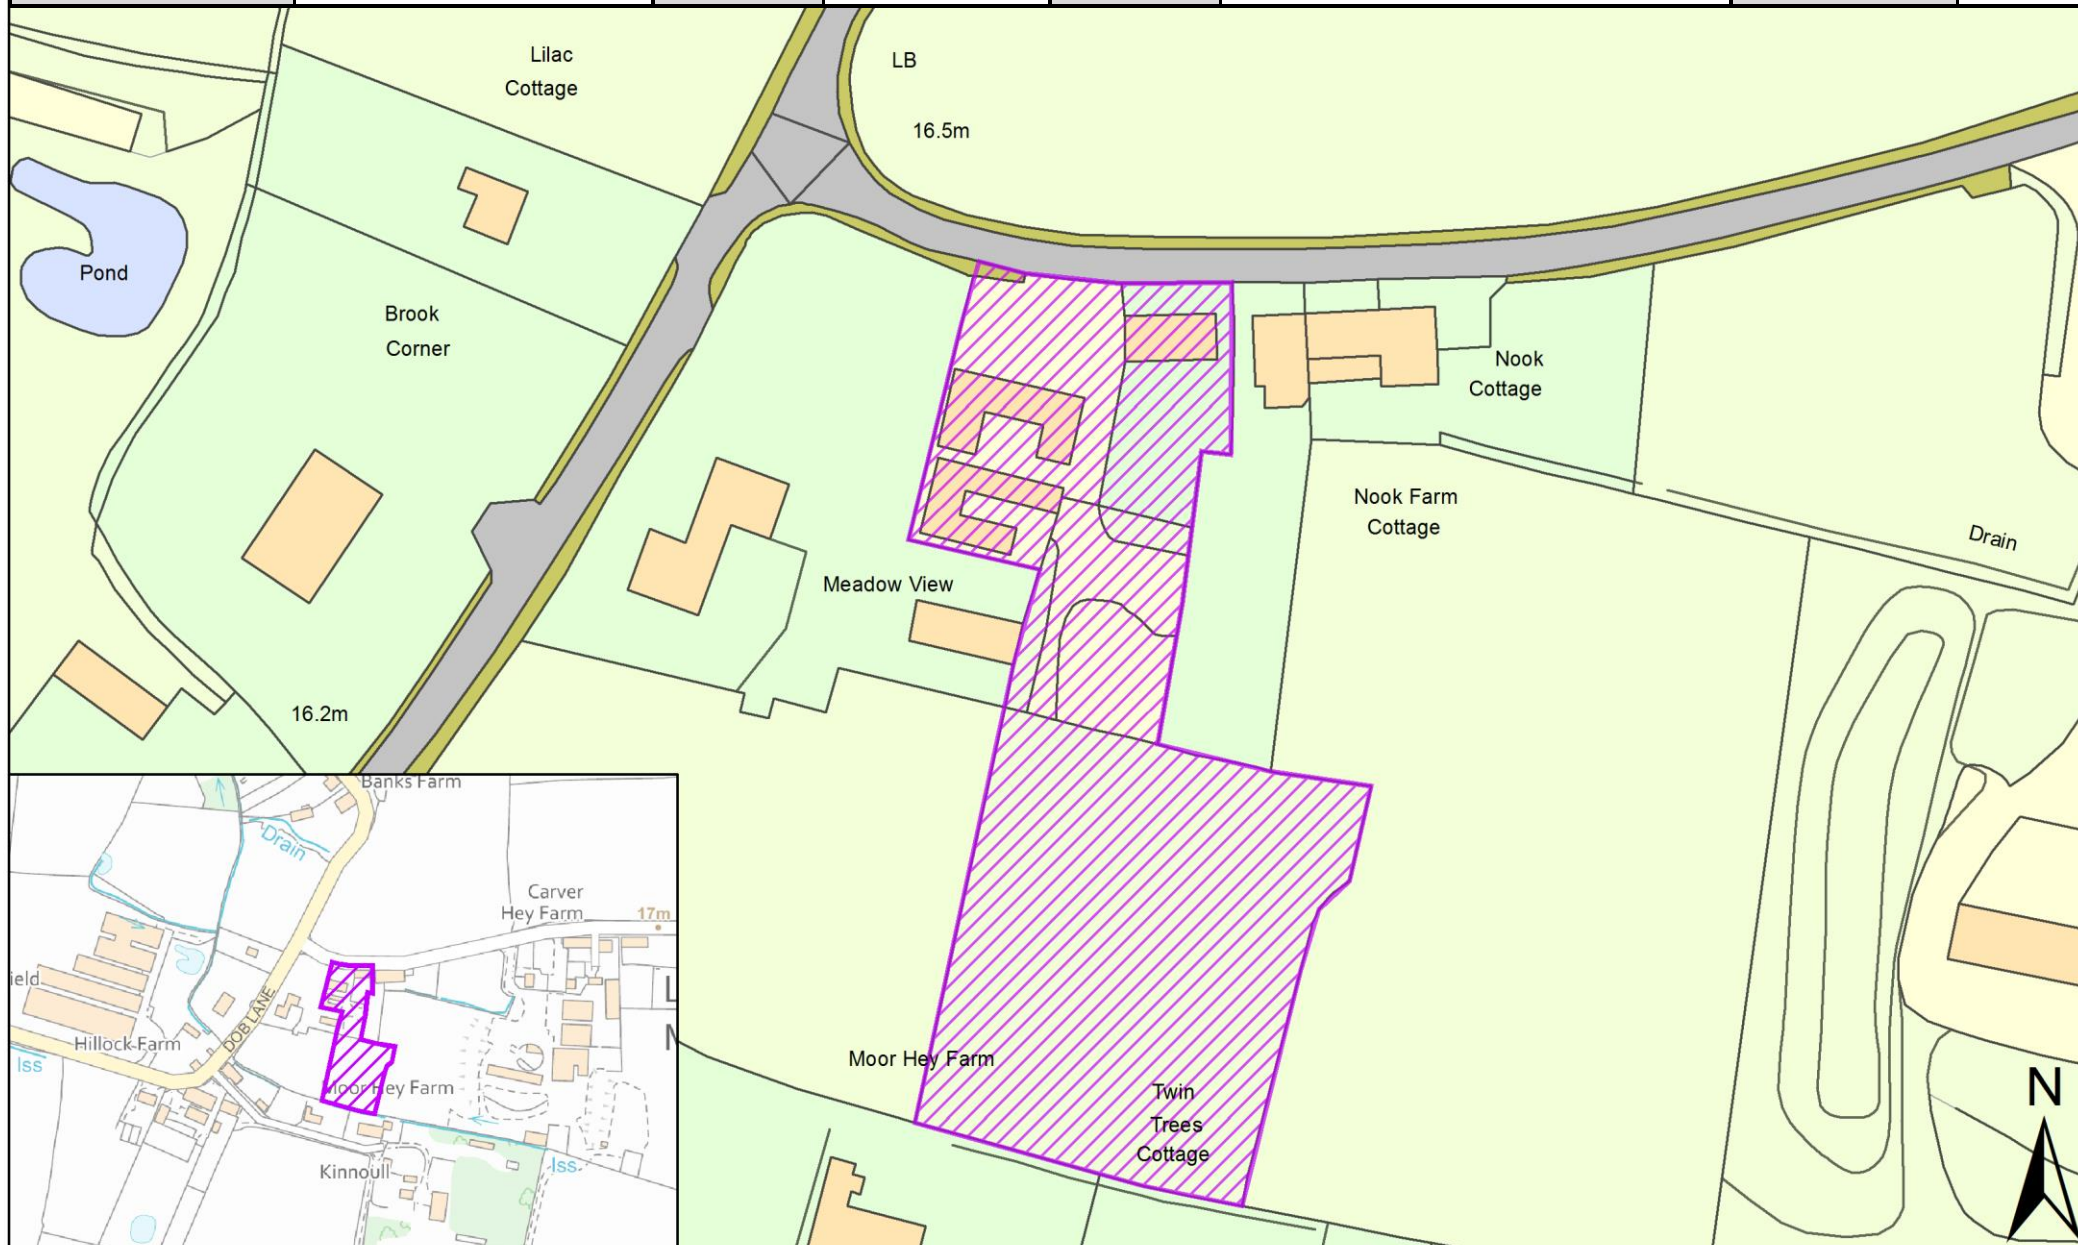 Lilac
Cottage
LB
16.5m
Pond
Brook
Corner
Nook
Cottage
Nook Farm
Cottage
Drain
Meadow View
16.2m
Moor Hey Farm
Twin
Trees
Cottage
N
Banks Farm
Drain
Carver
Hey Farm
17m
ield
DOB LANE
Hillock Farm
Iss
Moor Hey Farm
Kinnoull
Iss
L